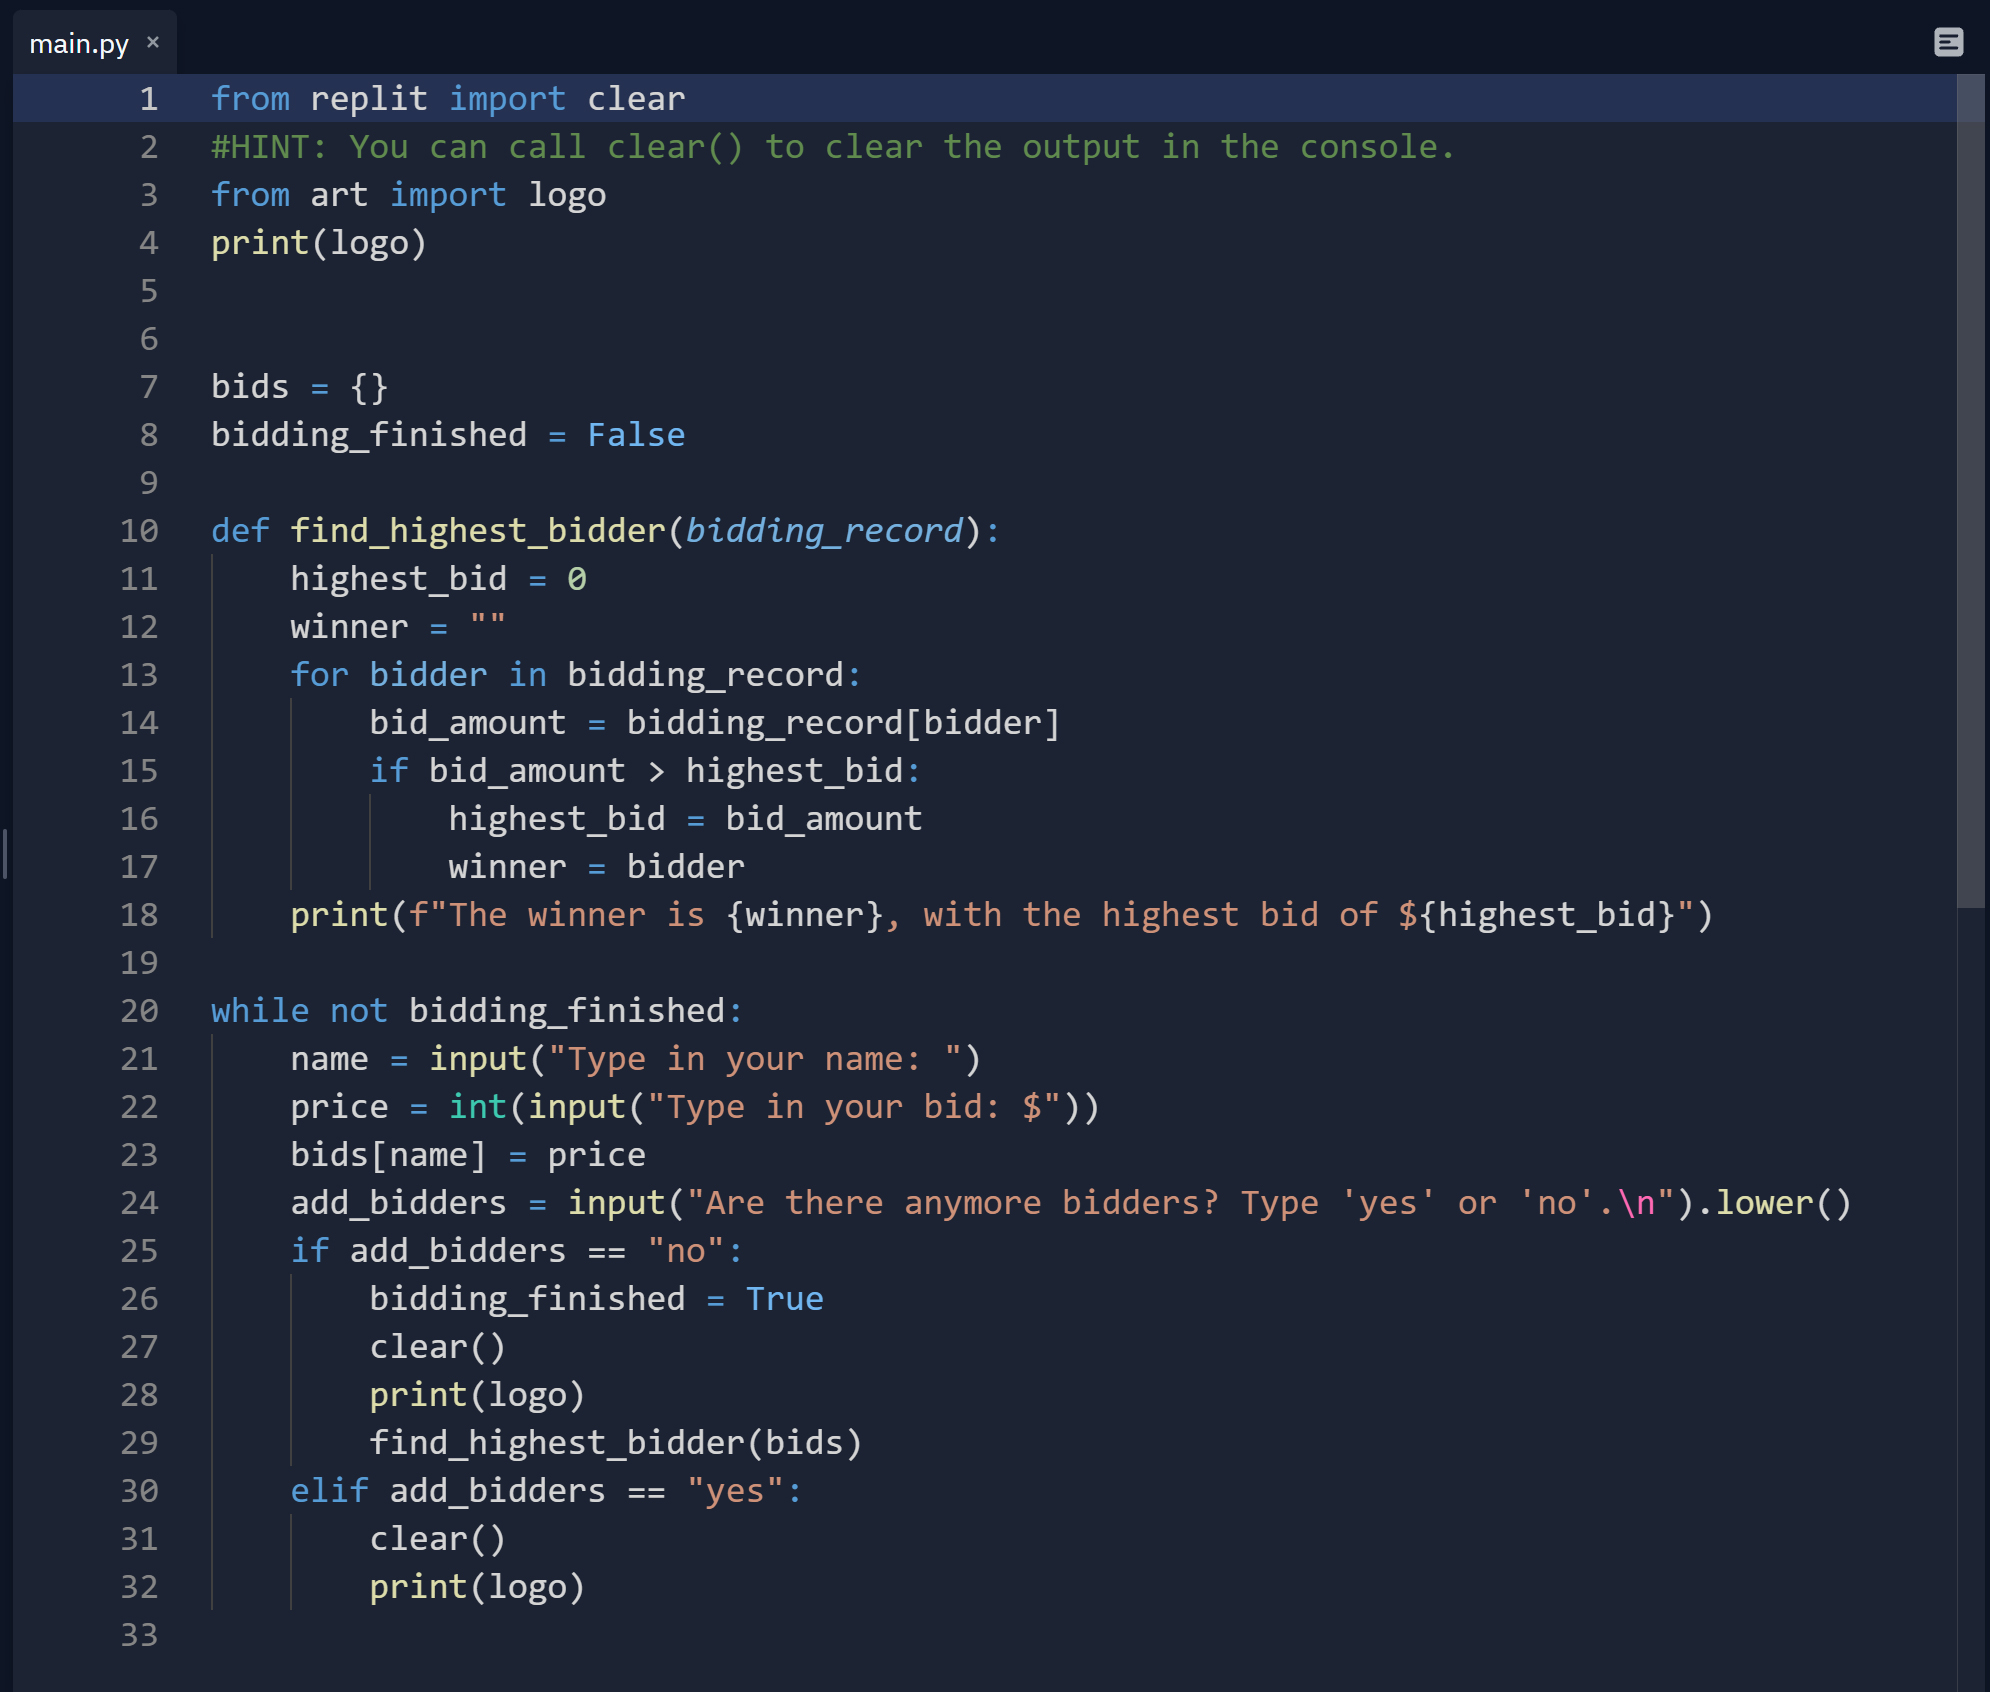 main.py ×
1 from replit import clear
2 #HINT: You can call clear() to clear the output in the console.
3 from art import logo
4 print(logo)
5
6
7 bids = {}
8 bidding_finished = False
9
10 def find_highest_bidder(bidding_record):
11     highest_bid = 0
12     winner = ""
13     for bidder in bidding_record:
14         bid_amount = bidding_record[bidder]
15         if bid_amount > highest_bid:
16             highest_bid = bid_amount
17             winner = bidder
18     print(f"The winner is {winner}, with the highest bid of ${highest_bid}")
19
20 while not bidding_finished:
21     name = input("Type in your name: ")
22     price = int(input("Type in your bid: $"))
23     bids[name] = price
24     add_bidders = input("Are there anymore bidders? Type 'yes' or 'no'.\n").lower()
25     if add_bidders == "no":
26         bidding_finished = True
27         clear()
28         print(logo)
29         find_highest_bidder(bids)
30     elif add_bidders == "yes":
31         clear()
32         print(logo)
33